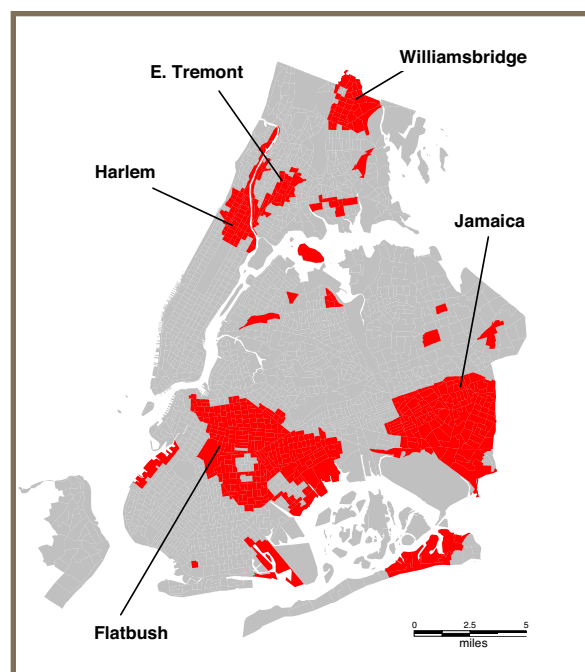 Williamsbridge
E. Tremont
Harlem
Jamaica
Flatbush
0 2.5 5
miles